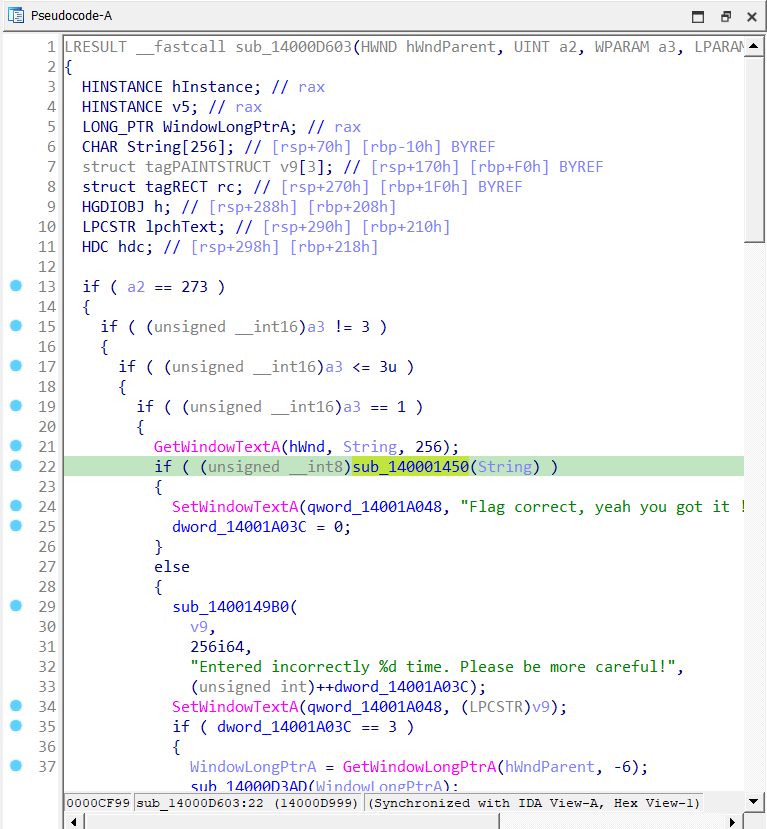 Pseudocode-A
1 LRESULT __fastcall sub_14000D603(HWND hWndParent, UINT a2, WPARAM a3, LPARAM
2 {
3 HINSTANCE hInstance; // rax
4 HINSTANCE v5; // rax
5 LONG_PTR WindowLongPtrA; // rax
6 CHAR String[256]; // [rsp+70h] [rbp-10h] BYREF
7 struct tagPAINTSTRUCT v9[3]; // [rsp+170h] [rbp+F0h] BYREF
8 struct tagRECT rc; // [rsp+270h] [rbp+1F0h] BYREF
9 HGDIOBJ h; // [rsp+288h] [rbp+208h]
10 LPCSTR lpchText; // [rsp+290h] [rbp+210h]
11 HDC hdc; // [rsp+298h] [rbp+218h]
12
13 if ( a2 == 273 )
14 {
15 if ( (unsigned __int16)a3 != 3 )
16 {
17 if ( (unsigned __int16)a3 <= 3u )
18 {
19 if ( (unsigned __int16)a3 == 1 )
20 {
21 GetWindowTextA(hWnd, String, 256);
22 if ( (unsigned __int8)sub_140001450(String) )
23 {
24 SetWindowTextA(qword_14001A048, "Flag correct, yeah you got it !
25 dword_14001A03C = 0;
26 }
27 else
28 {
29 sub_1400149B0(
30 v9,
31 256i64,
32 "Entered incorrectly %d time. Please be more careful!",
33 (unsigned int)++dword_14001A03C);
34 SetWindowTextA(qword_14001A048, (LPCSTR)v9);
35 if ( dword_14001A03C == 3 )
36 {
37 WindowLongPtrA = GetWindowLongPtrA(hWndParent, -6);
sub_14000D3AD(WindowLongPtrA);
0000CF99 sub_14000D603:22 (14000D999) (Synchronized with IDA View-A, Hex View-1)